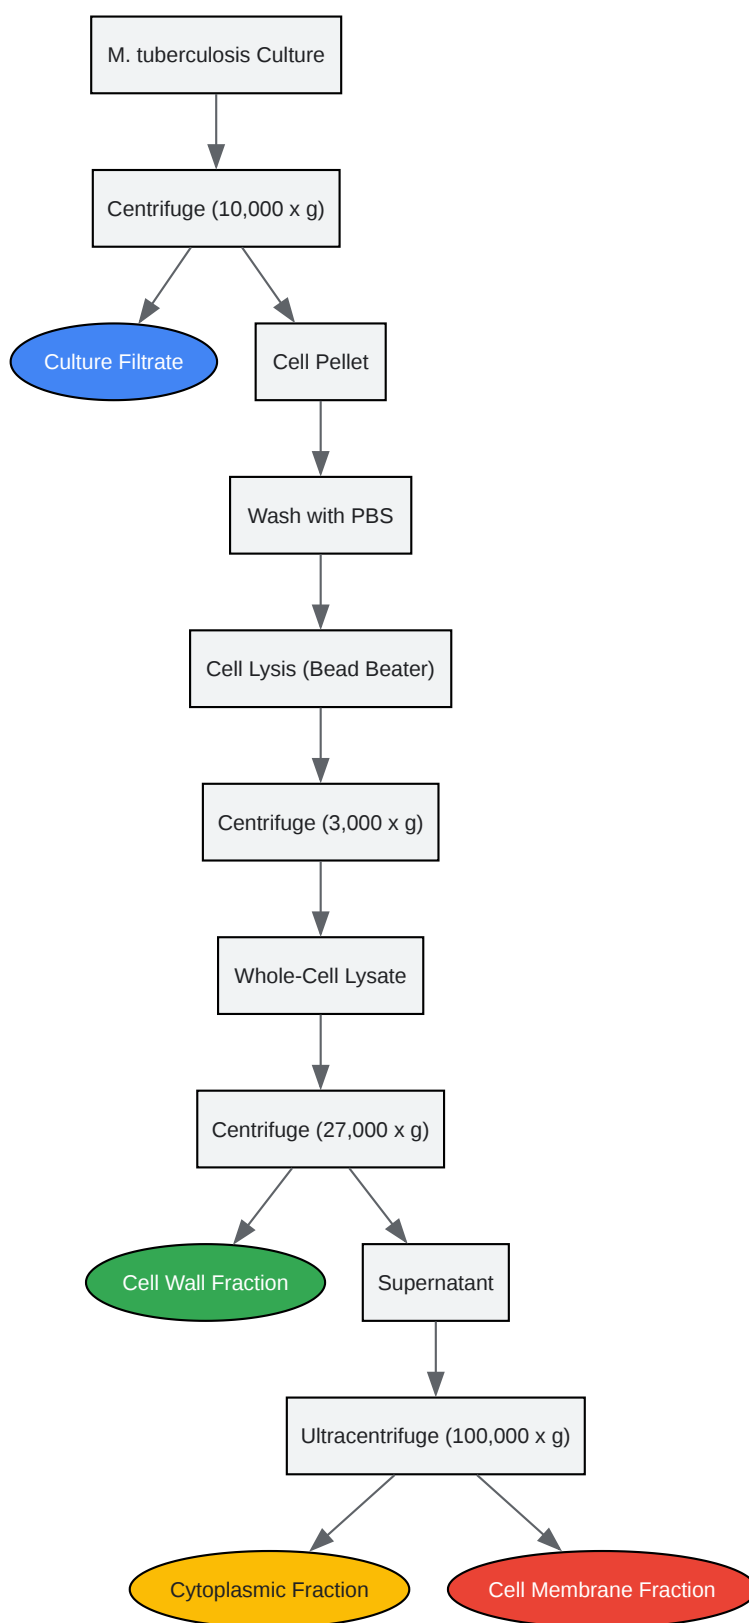 M. tuberculosis Culture
Centrifuge (10,000 x g)
Culture Filtrate
Cell Pellet
Wash with PBS
Cell Lysis (Bead Beater)
Centrifuge (3,000 x g)
Whole-Cell Lysate
Centrifuge (27,000 x g)
Cell Wall Fraction
Supernatant
Ultracentrifuge (100,000 x g)
Cytoplasmic Fraction
Cell Membrane Fraction